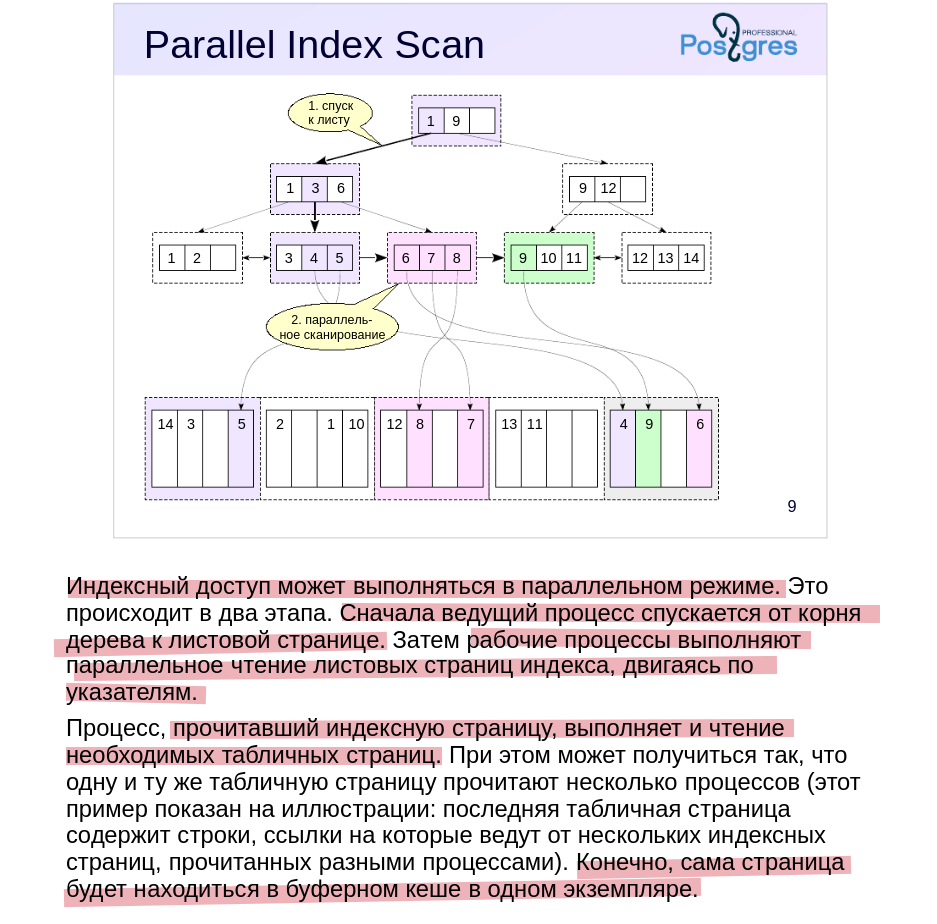 Parallel Index Scan
PROFESSIONAL
Postgres
1. спуск
к листу
1 9
1 3 6
9 12
1 2
3 4 5
6 7 8
9 10 11
12 13 14
2. параллель-
ное сканирование
14 3 5
2 1 10
12 8 7
13 11
4 9 6
9
Индексный доступ может выполняться в параллельном режиме. Это
происходит в два этапа. Сначала ведущий процесс спускается от корня
дерева к листовой странице. Затем рабочие процессы выполняют
параллельное чтение листовых страниц индекса, двигаясь по
указателям.
Процесс, прочитавший индексную страницу, выполняет и чтение
необходимых табличных страниц. При этом может получиться так, что
одну и ту же табличную страницу прочитают несколько процессов (этот
пример показан на иллюстрации: последняя табличная страница
содержит строки, ссылки на которые ведут от нескольких индексных
страниц, прочитанных разными процессами). Конечно, сама страница
будет находиться в буферном кеше в одном экземпляре.